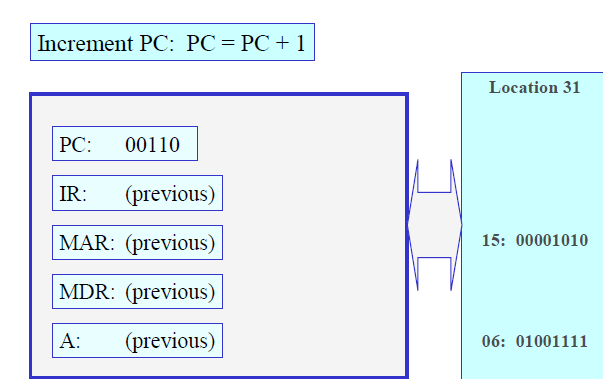 Increment PC: PC = PC + 1
Location 31
PC: 00110
IR: (previous)
MAR: (previous)
15: 00001010
MDR: (previous)
A: (previous)
06: 01001111